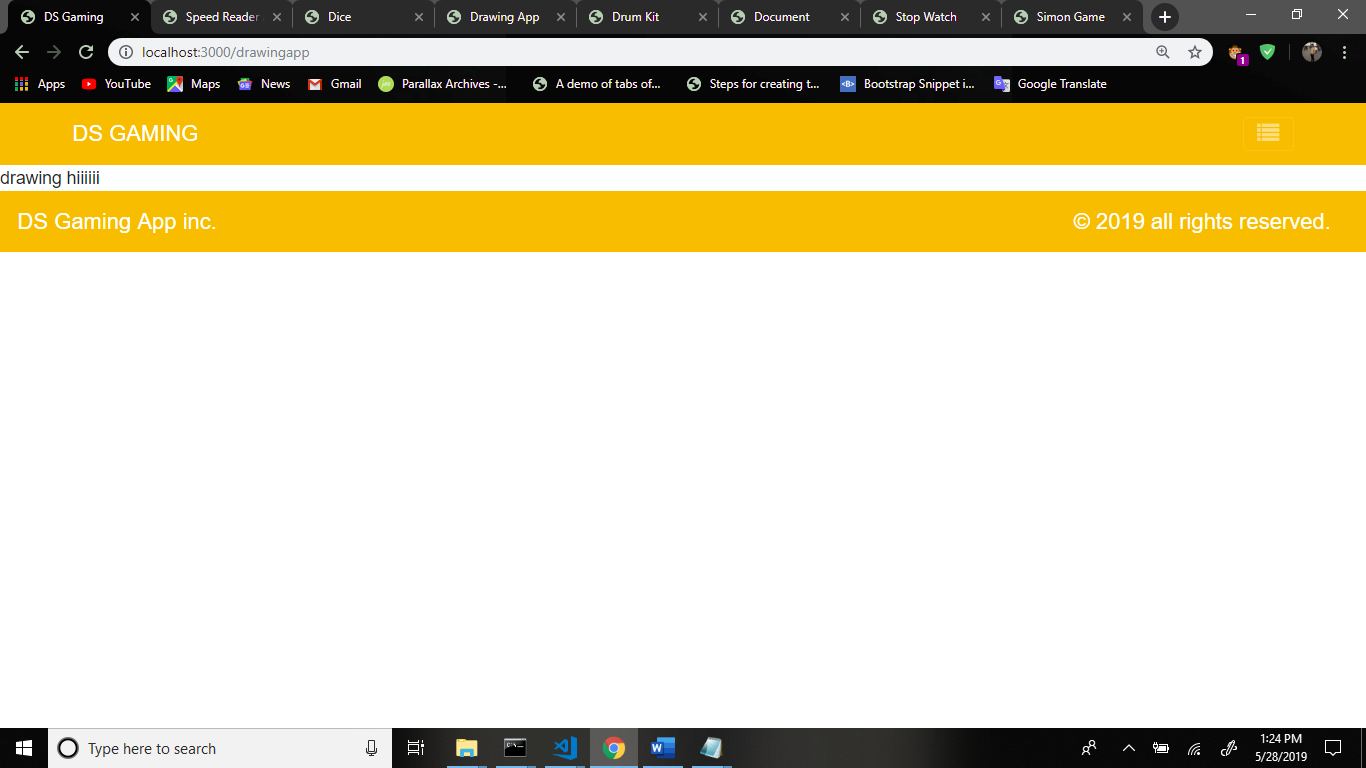 DS Gaming Speed Reader Dice Drawing App Drum Kit Document Stop Watch Simon Game
localhost:3000/drawingapp
1
Apps YouTube Maps News Gmail Parallax Archives -... A demo of tabs of... Steps for creating t... <B> Bootstrap Snippet i... Google Translate
DS GAMING
drawing hiiiiii
DS Gaming App inc. © 2019 all rights reserved.
Type here to search
1:24 PM
5/28/2019